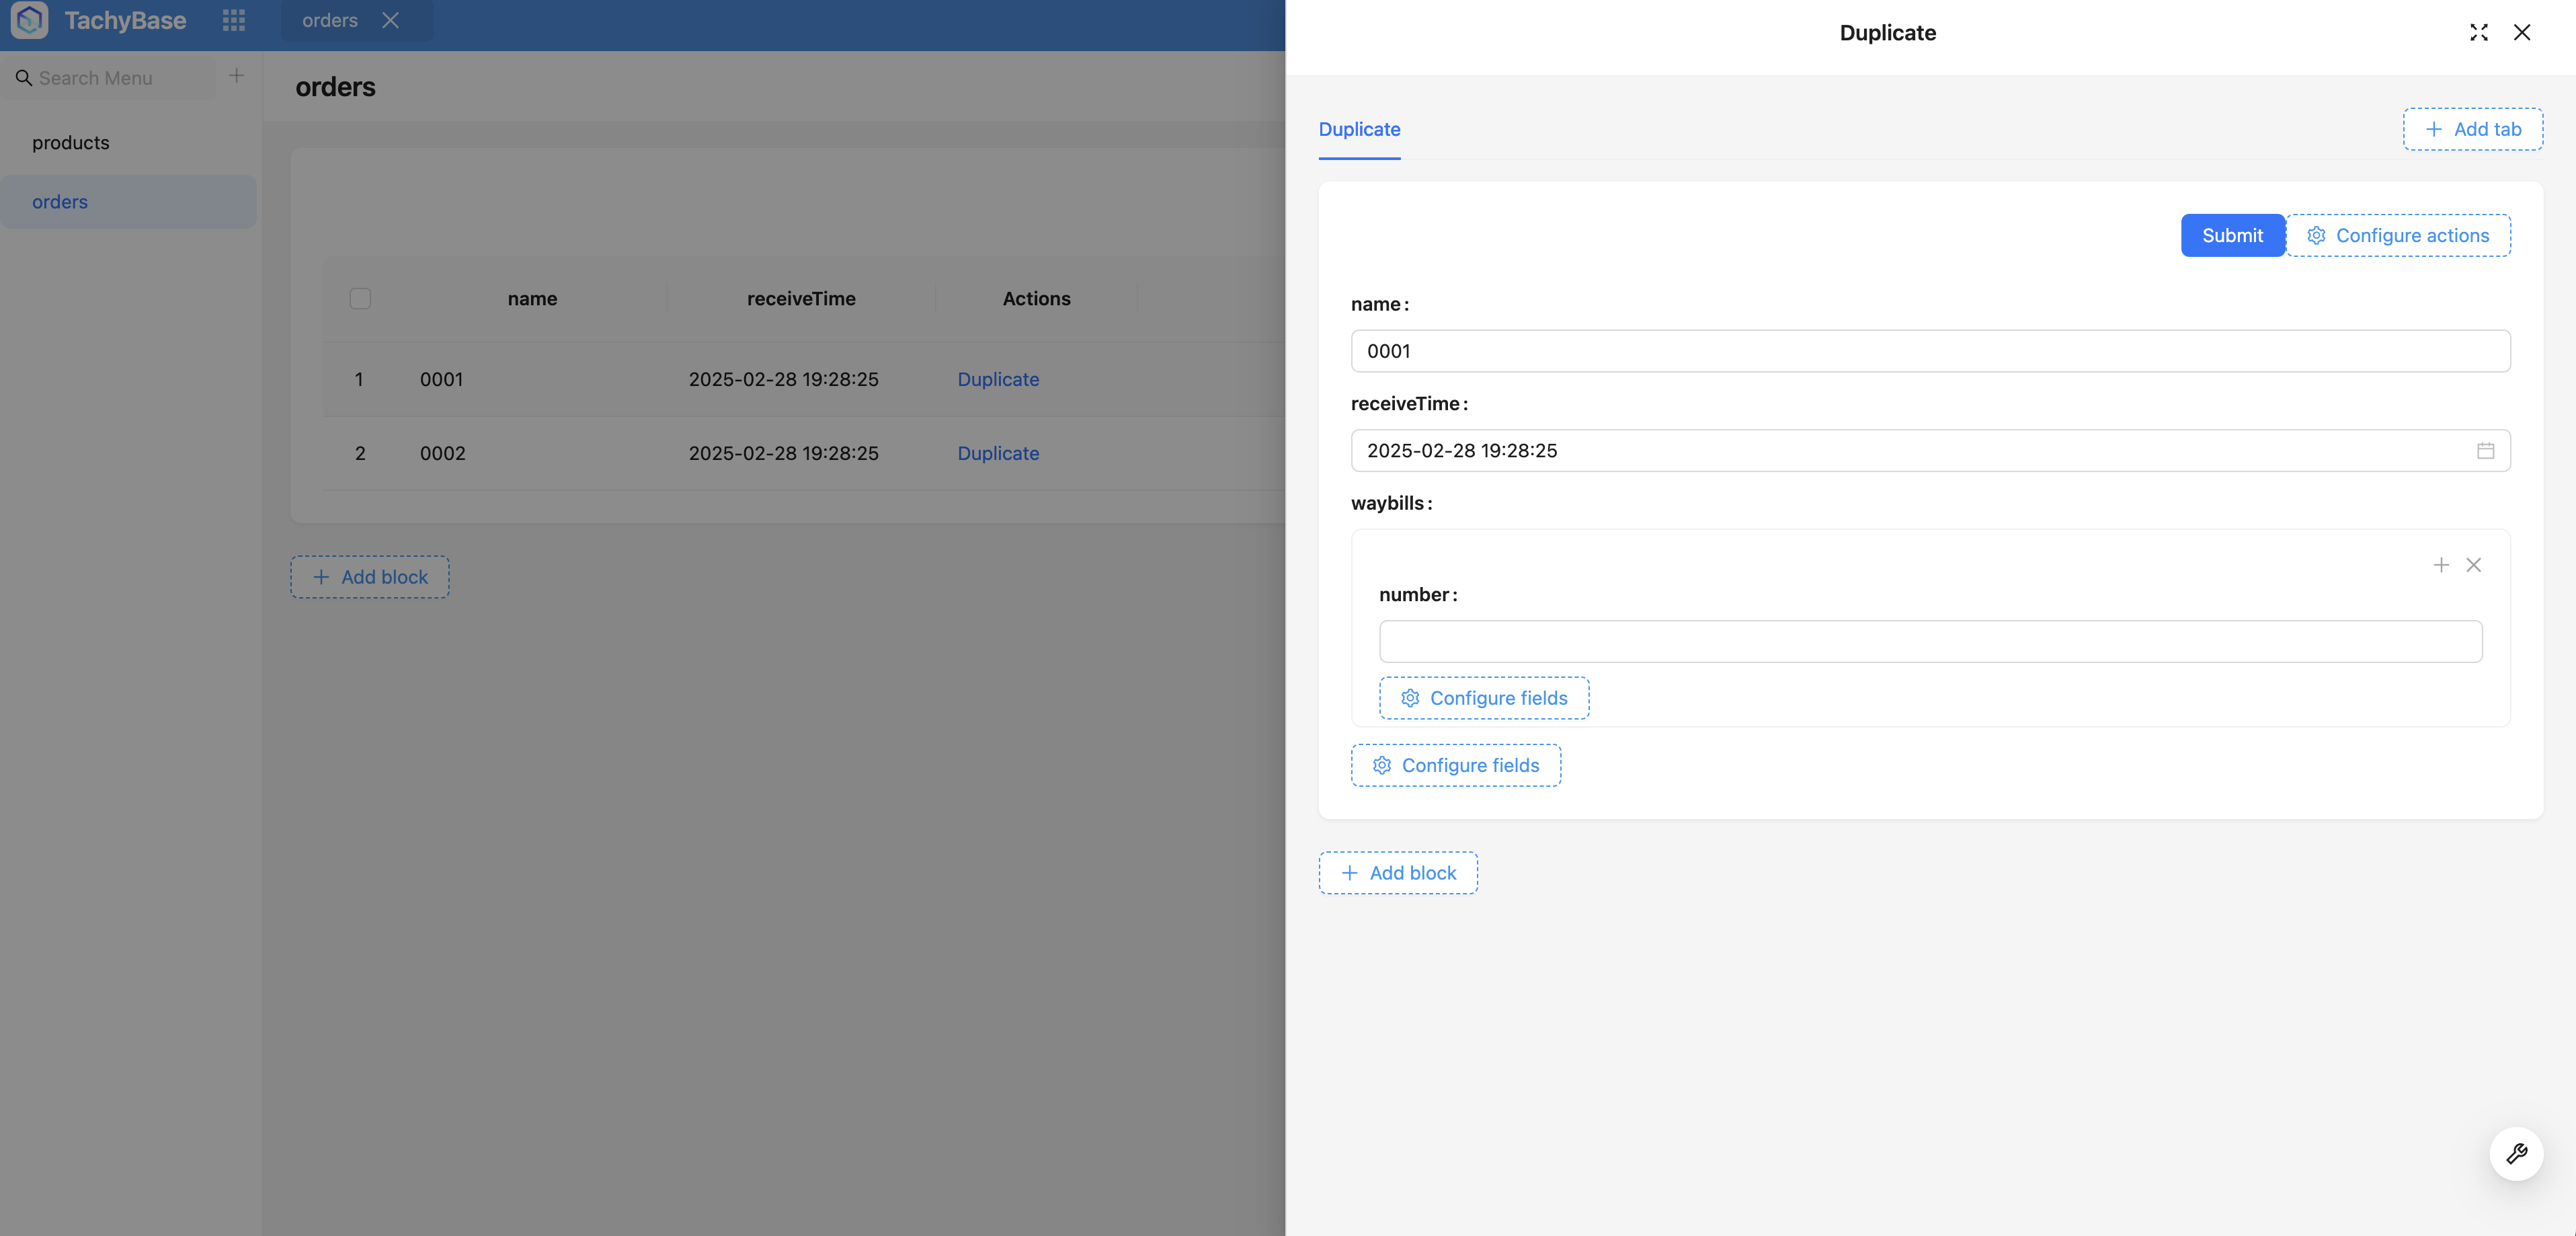 TachyBase
orders
Search Menu
products
orders
orders
name receiveTime Actions
1 0001 2025-02-28 19:28:25 Duplicate
2 0002 2025-02-28 19:28:25 Duplicate
Add block
Duplicate
Duplicate
Add tab
Submit
Configure actions
name:
0001
receiveTime:
2025-02-28 19:28:25
waybills:
number:
Configure fields
Configure fields
Add block